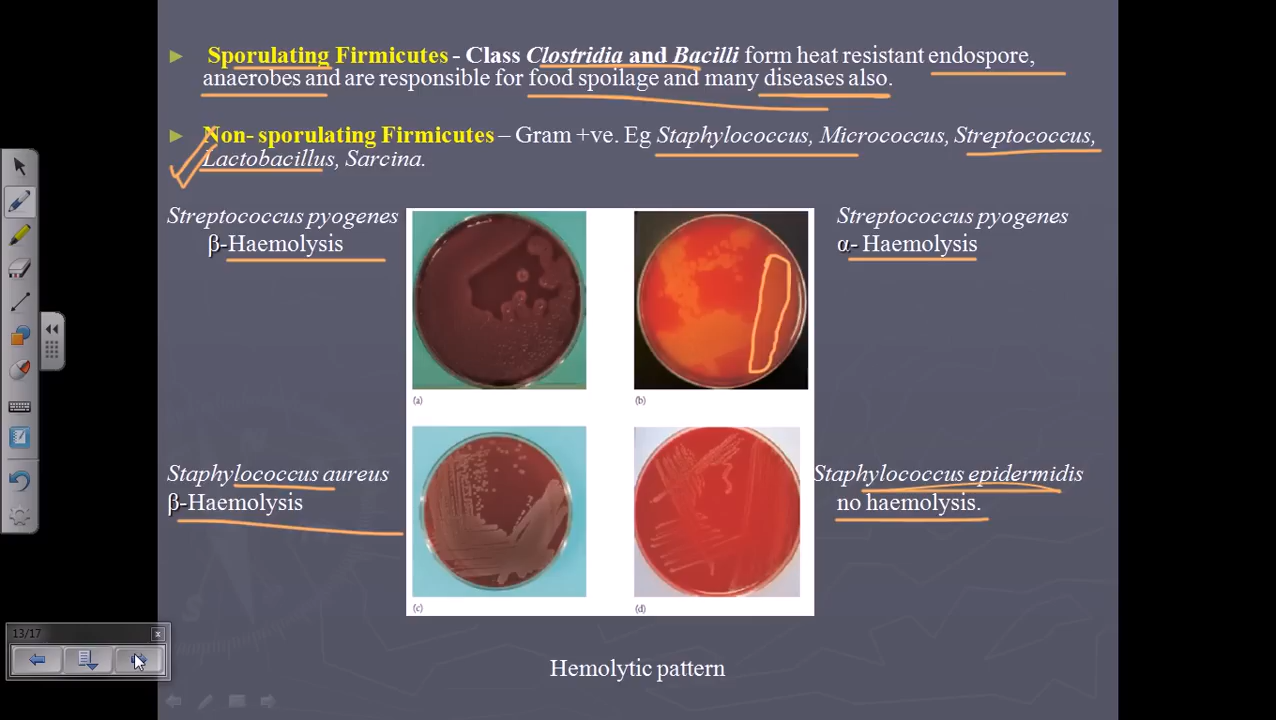 Sporulating Firmicutes - Class Clostridia and Bacilli form heat resistant endospore,
anaerobes and are responsible for food spoilage and many diseases also.
Non- sporulating Firmicutes – Gram +ve. Eg Staphylococcus, Micrococcus, Streptococcus,
Lactobacillus, Sarcina.
Streptococcus pyogenes
β-Haemolysis
Streptococcus pyogenes
α- Haemolysis
(a)
(b)
Staphylococcus aureus
β-Haemolysis
Staphylococcus epidermidis
no haemolysis.
(c)
(d)
13/17
Hemolytic pattern